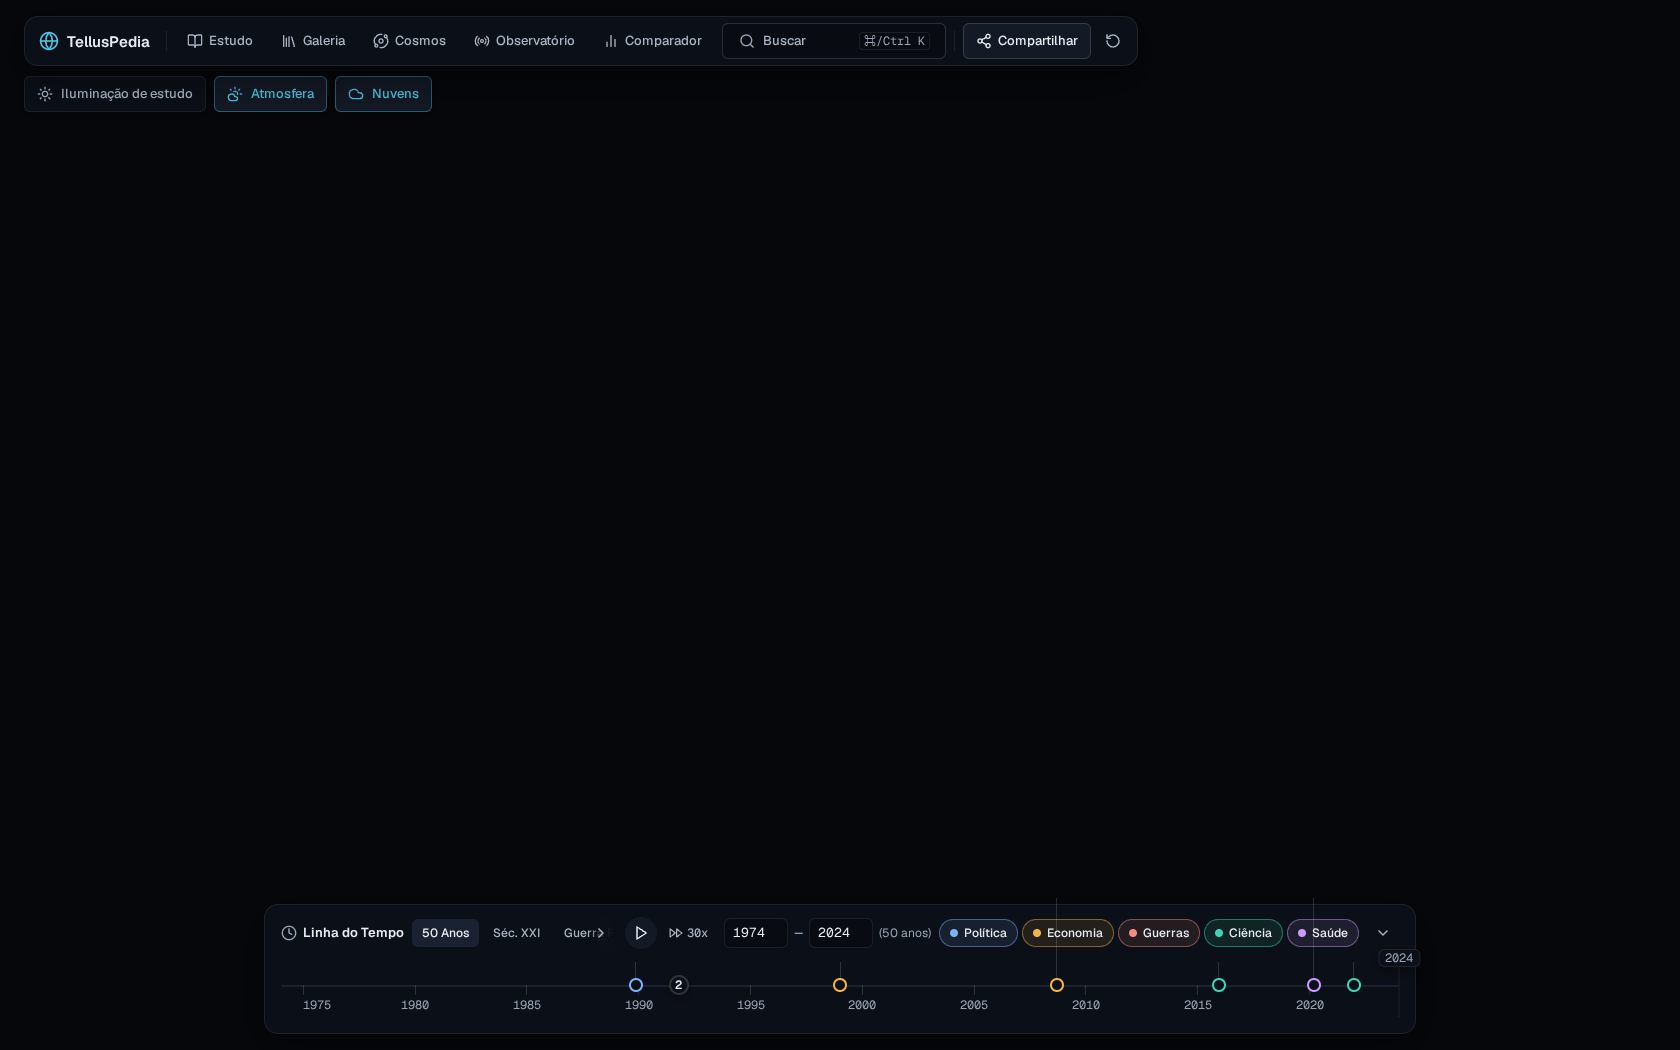 TellusPedia Estudo Galeria Cosmos Observatório Comparador Buscar ⌘/Ctrl K Compartilhar
Iluminação de estudo Atmosfera Nuvens
Linha do Tempo 50 Anos Séc. XXI Guerr 30x 1974 — 2024 (50 anos) Política Economia Guerras Ciência Saúde
2024
2
1975 1980 1985 1990 1995 2000 2005 2010 2015 2020